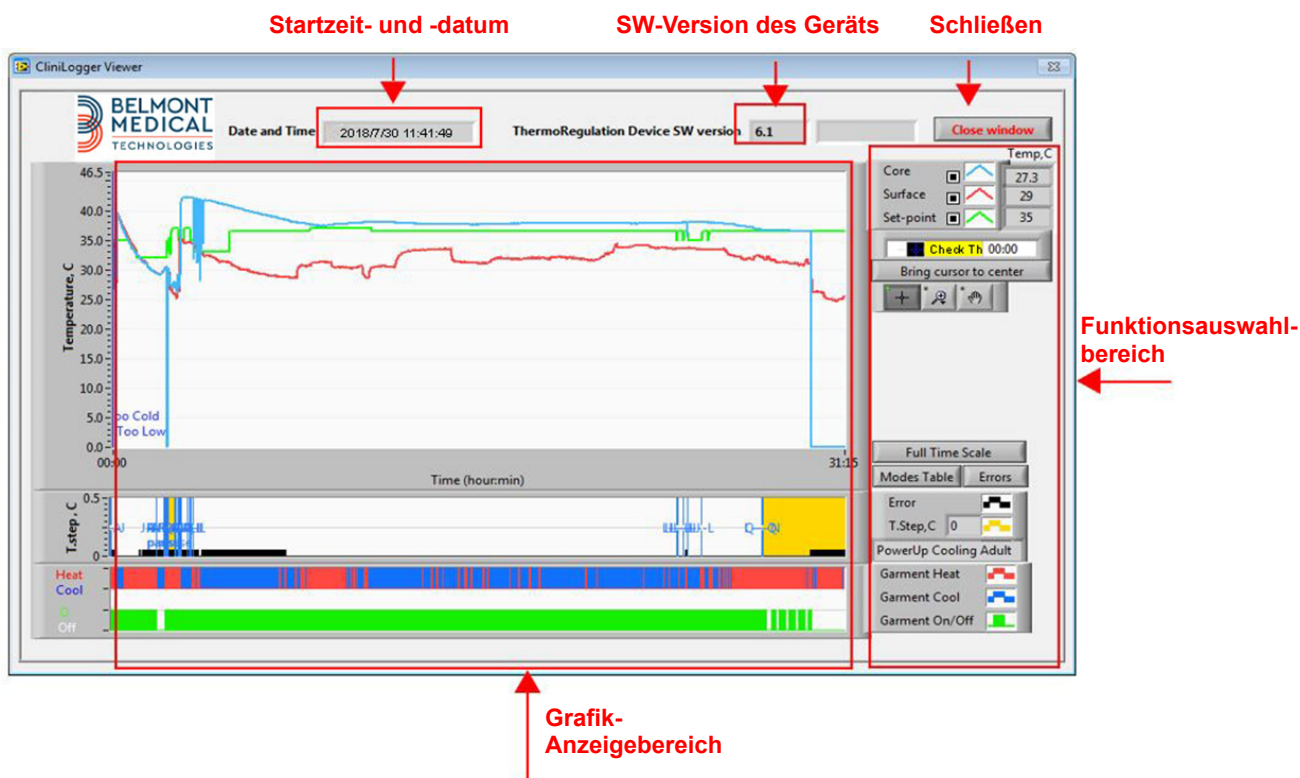 Startzeit- und -datum
SW-Version des Geräts
Schließen
CliniLogger Viewer
BELMONT
MEDICAL
TECHNOLOGIES
Date and Time
2018/7/30 11:41:49
ThermoRegulation Device SW version
6.1
Close window
Temp,C
Core
27.3
Surface
29
Set-point
35
Check Th
00:00
Bring cursor to center
46.5
40.0
35.0
30.0
25.0
20.0
15.0
10.0
5.0
0.0
Temperature, C
oo Cold
Too Low
00:00
31:15
Time (hour:min)
Funktionsauswahl-
bereich
Full Time Scale
Modes Table
Errors
T.step, C
0.5
0
Error
T.Step,C
0
PowerUp Cooling Adult
Heat
Cool
Off
Garment Heat
Garment Cool
Garment On/Off
Grafik-
Anzeigebereich